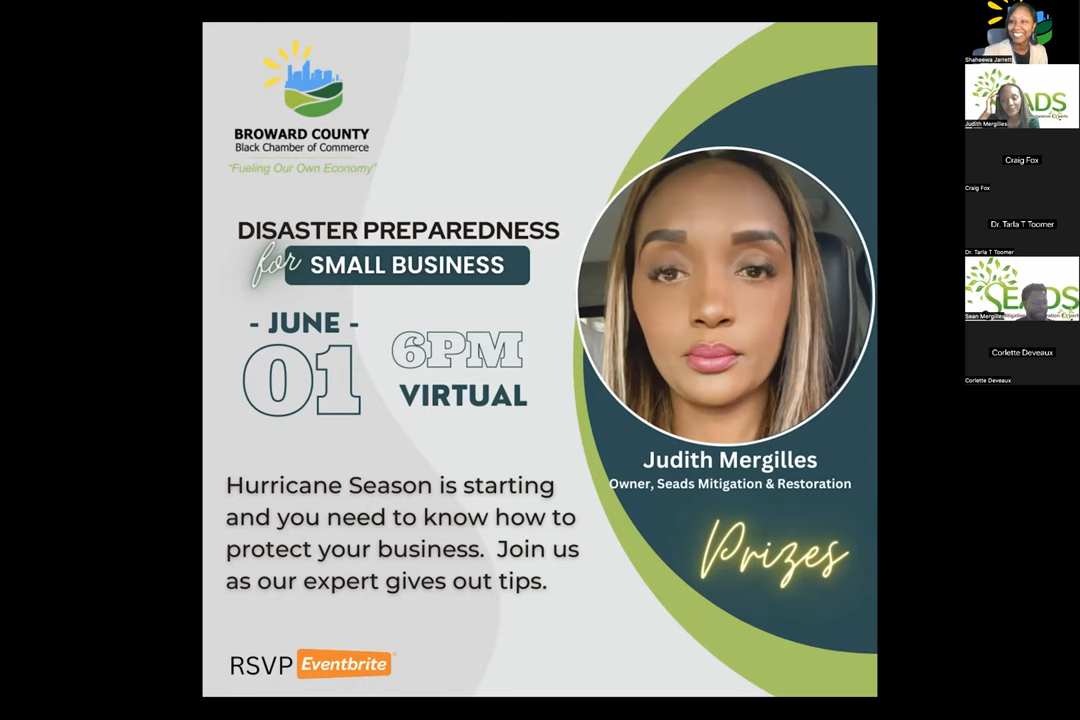 BROWARD COUNTY
Black Chamber of Commerce
"Fueling Our Own Economy"
DISASTER PREPAREDNESS
for SMALL BUSINESS
- JUNE -
01
6PM
VIRTUAL
Judith Mergilles
Owner, Seads Mitigation & Restoration
Prizes
Hurricane Season is starting
and you need to know how to
protect your business. Join us
as our expert gives out tips.
RSVP Eventbrite
Shaheewa Jarrett
ADS
Judith Mergilles
Craig Fox
Craig Fox
Dr. Tarla T Toomer
Dr. Tarla T Toomer
SEADS
Sean Mergilles
Corlette Deveaux
Corlette Deveaux